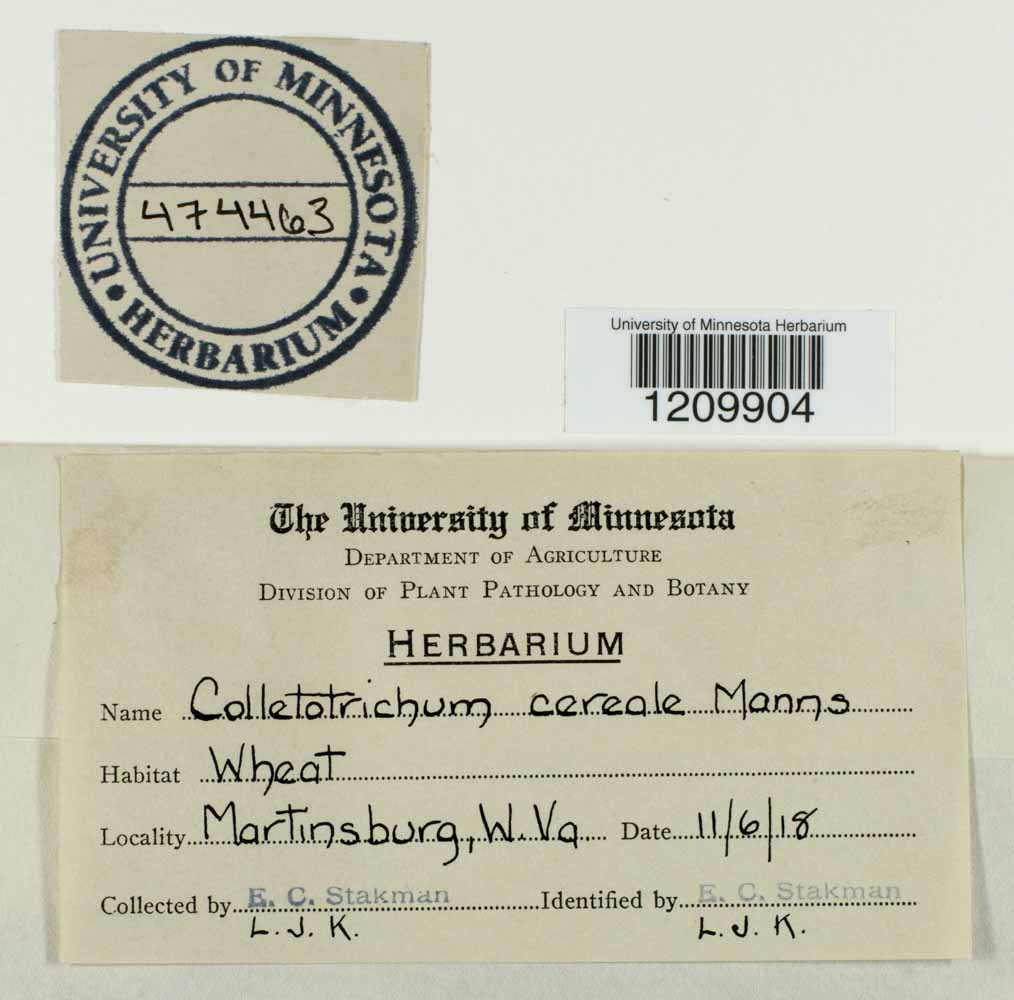 UNIVERSITY OF MINNESOTA
474463
• HERBARIUM •
University of Minnesota Herbarium
1209904
The University of Minnesota
DEPARTMENT OF AGRICULTURE
DIVISION OF PLANT PATHOLOGY AND BOTANY
HERBARIUM
Name Colletotrichum cereale Manns
Habitat Wheat
Locality Martinsburg, W. Va Date 11/6/18
Collected by E. C. Stakman Identified by E. C. Stakman
L. J. K. L. J. K.